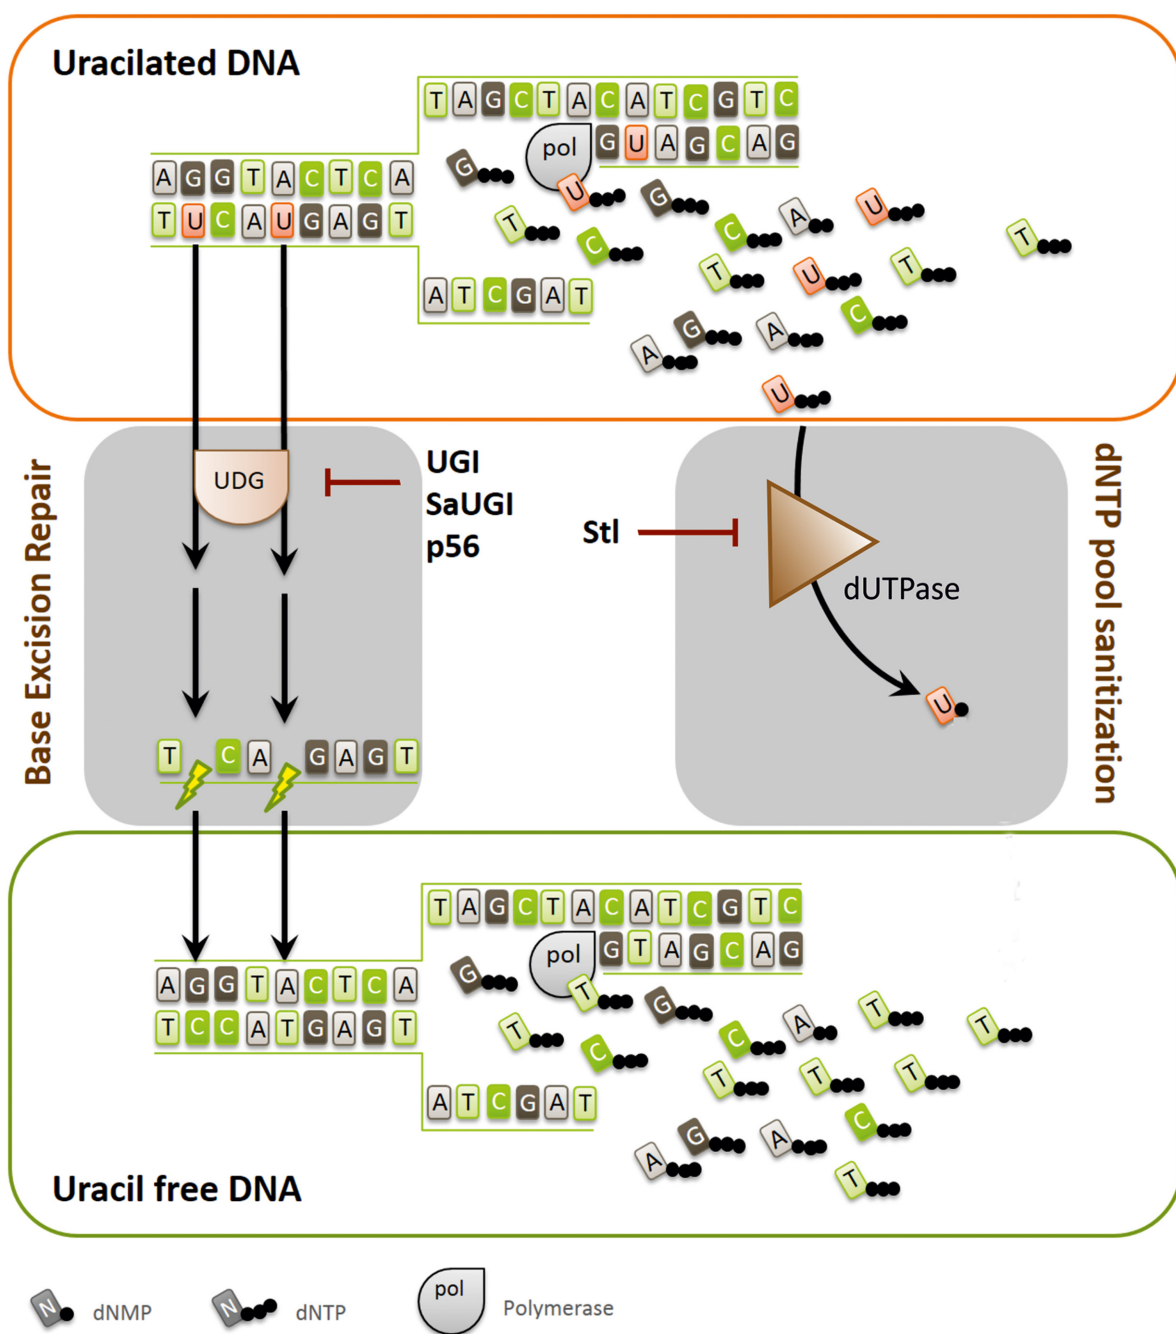 Uracilated DNA
T A G C T A C A T C G T C
pol G U A G C A G
A G G T A C T C A
T U C A U G A G T
G U G A U
T C C T
T U T
A T C G A T
C
G A
A
U
Base Excision Repair
UDG
UGI
SaUGI
p56
Stl
dUTPase
dNTP pool sanitization
U
T C A G A G T
T A G C T A C A T C G T C
pol G T A G C A G
A G G T A C T C A
T C C A T G A G T
G T G A T
T C C T
T T T
A T C G A T
C
G A
A
T
Uracil free DNA
N dNMP
N dNTP
pol Polymerase